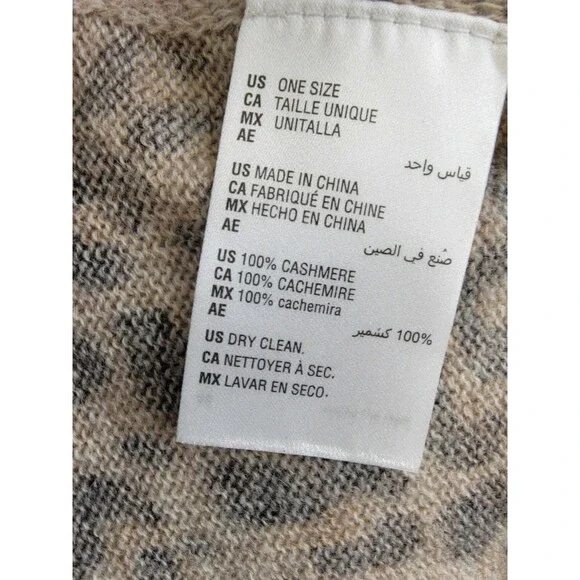 US ONE SIZE
CA TAILLE UNIQUE
MX UNITALLA
AE
قياس واحد
US MADE IN CHINA
CA FABRIQUÉ EN CHINE
MX HECHO EN CHINA
AE
صُنع في الصين
US 100% CASHMERE
CA 100% CACHEMIRE
MX 100% cachemira
AE
100% كشمير
US DRY CLEAN.
CA NETTOYER À SEC.
MX LAVAR EN SECO.